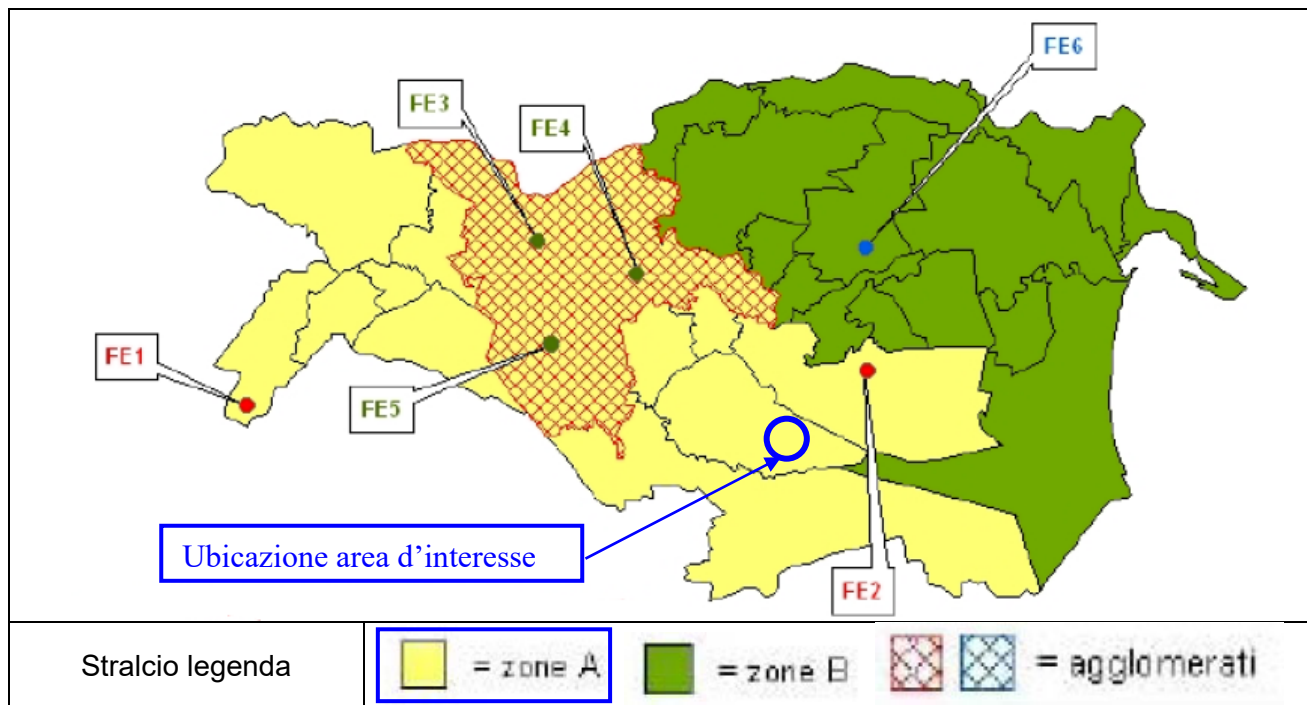 FE6
FE3
FE4
FE1
FE5
Ubicazione area d’interesse
FE2
Stralcio legenda
= zone A
= zone B
= agglomerati